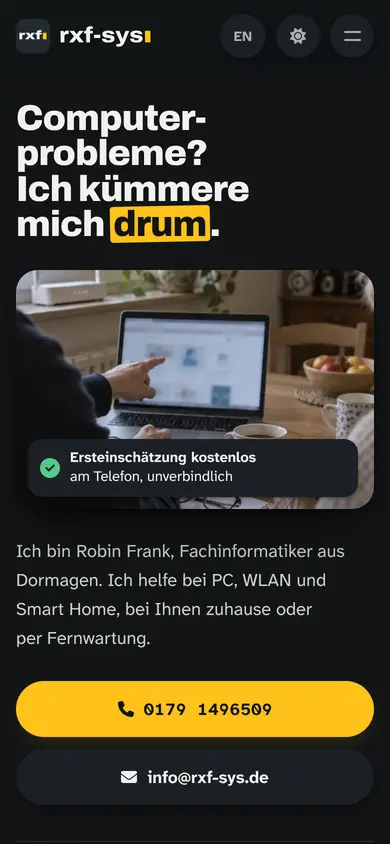 rxf rxf-sys EN
Computer-
probleme?
Ich kümmere
mich drum.
Ersteinschätzung kostenlos
am Telefon, unverbindlich
Ich bin Robin Frank, Fachinformatiker aus
Dormagen. Ich helfe bei PC, WLAN und
Smart Home, bei Ihnen zuhause oder
per Fernwartung.
0179 1496509
info@rxf-sys.de